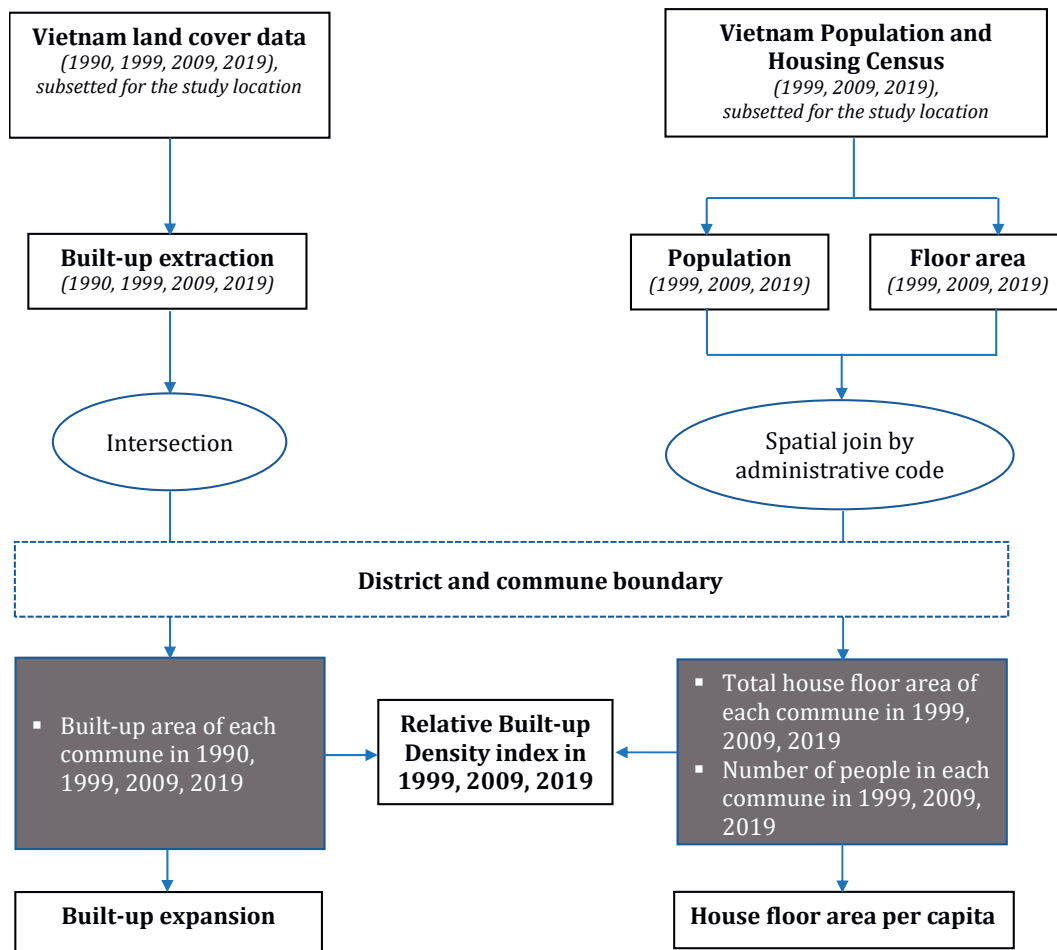 Vietnam land cover data
(1990, 1999, 2009, 2019),
subsetted for the study location
Vietnam Population and
Housing Census
(1999, 2009, 2019),
subsetted for the study location
Built-up extraction
(1990, 1999, 2009, 2019)
Population
(1999, 2009, 2019)
Floor area
(1999, 2009, 2019)
Intersection
Spatial join by
administrative code
District and commune boundary
▪ Built-up area of each
commune in 1990,
1999, 2009, 2019
Relative Built-up
Density index in
1999, 2009, 2019
▪ Total house floor area of
each commune in 1999,
2009, 2019
▪ Number of people in each
commune in 1999, 2009,
2019
Built-up expansion
House floor area per capita